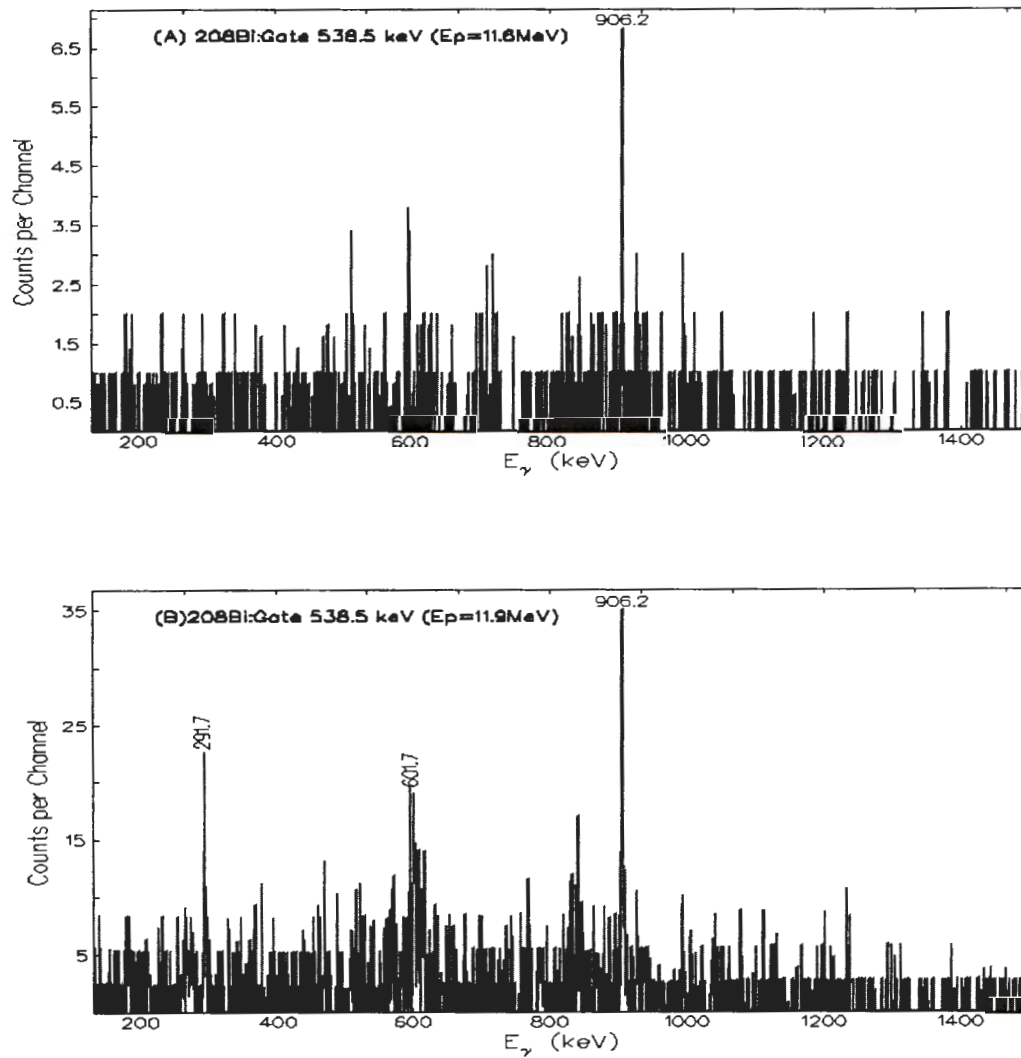 906.2
(A) 208Bi:Gate 538.5 keV (Ep=11.6MeV)
6.5
5.5
4.5
3.5
2.5
1.5
0.5
Counts per Channel
200 400 600 800 1000 1200 1400
Eγ (keV)
906.2
(B)208Bi:Gate 538.5 keV (Ep=11.9MeV)
35
25
15
5
Counts per Channel
291.7
601.7
200 400 600 800 1000 1200 1400
Eγ (keV)